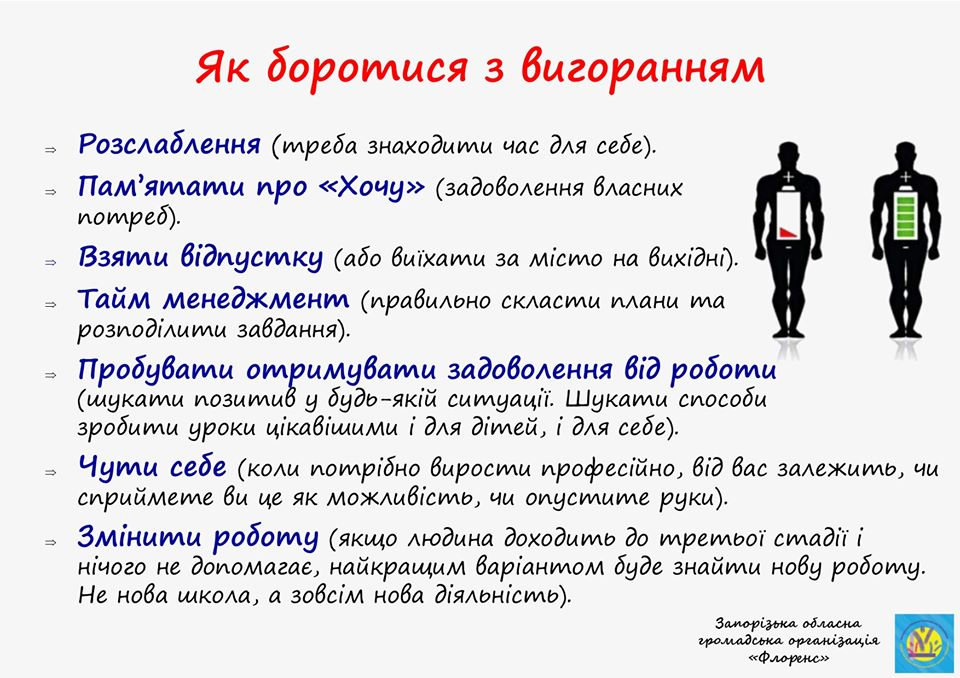 Як боротися з вигоранням
⇒ Розслаблення (треба знаходити час для себе).
⇒ Пам'ятати про «Хочу» (задоволення власних
потреб).
⇒ Взяти відпустку (або виїхати за місто на вихідні).
⇒ Тайм менеджмент (правильно скласти плани та
розподілити завдання).
⇒ Пробувати отримувати задоволення від роботи
(шукати позитив у будь-якій ситуації. Шукати способи
зробити уроки цікавішими і для дітей, і для себе).
⇒ Чути себе (коли потрібно вирости професійно, від вас залежить, чи
сприймете ви це як можливість, чи опустите руки).
⇒ Змінити роботу (якщо людина доходить до третьої стадії і
нічого не допомагає, найкращим варіантом буде знайти нову роботу.
Не нова школа, а зовсім нова діяльність).
Запорізька обласна
громадська організація
«Флоренс»